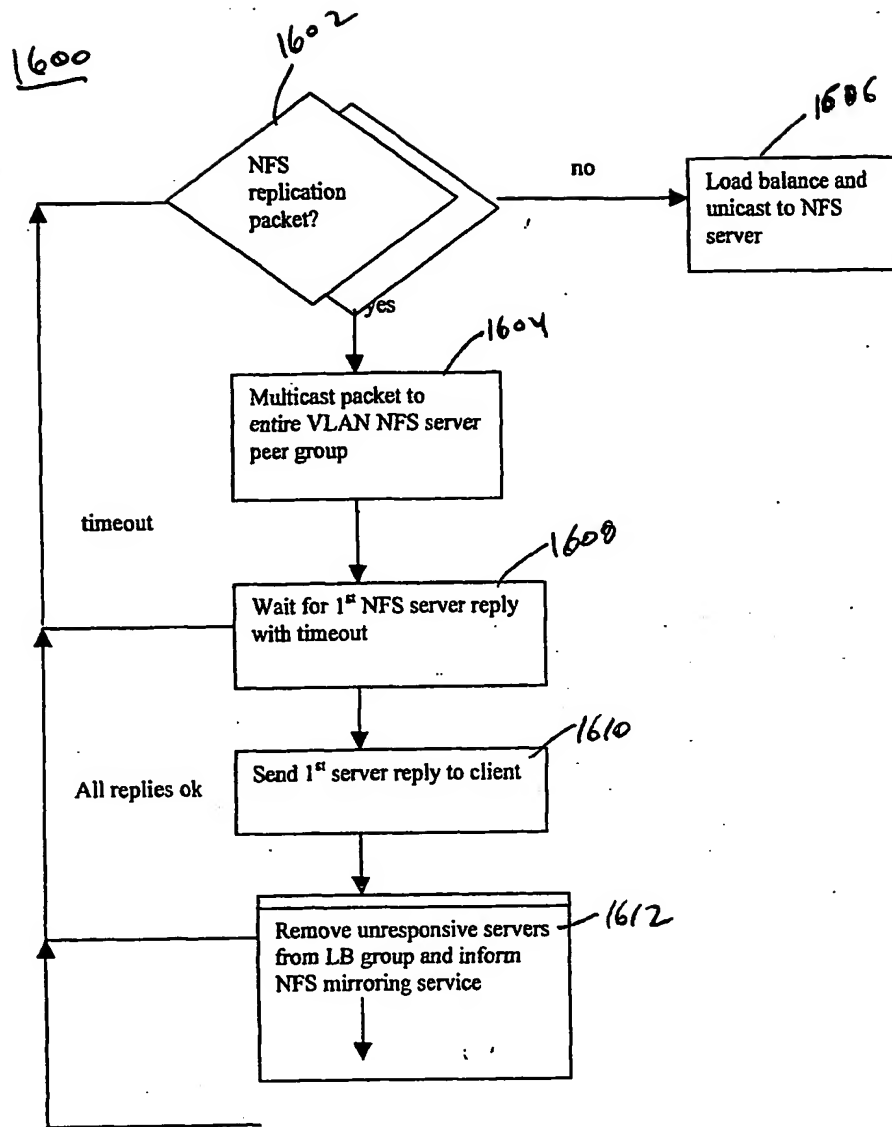 1600
1602
NFS
replication
packet?
no
1606
Load balance and
unicast to NFS
server
yes
1604
Multicast packet to
entire VLAN NFS server
peer group
timeout
1608
Wait for 1st NFS server reply
with timeout
1610
Send 1st server reply to client
All replies ok
1612
Remove unresponsive servers
from LB group and inform
NFS mirroring service